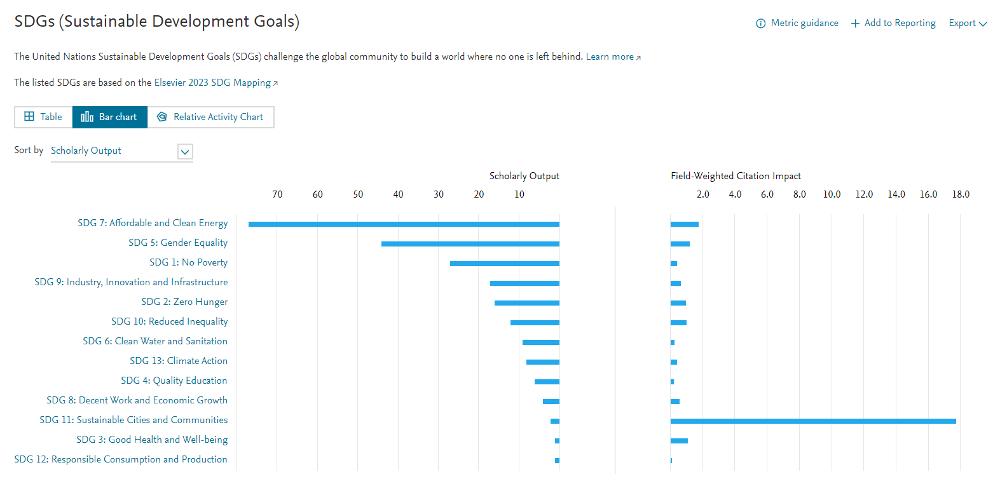 SDGs (Sustainable Development Goals)
Metric guidance
Add to Reporting
Export
The United Nations Sustainable Development Goals (SDGs) challenge the global community to build a world where no one is left behind. Learn more
The listed SDGs are based on the Elsevier 2023 SDG Mapping
Table
Bar chart
Relative Activity Chart
Sort by Scholarly Output
Scholarly Output
Field-Weighted Citation Impact
70 60 50 40 30 20 10
2.0 4.0 6.0 8.0 10.0 12.0 14.0 16.0 18.0
SDG 7: Affordable and Clean Energy
SDG 5: Gender Equality
SDG 1: No Poverty
SDG 9: Industry, Innovation and Infrastructure
SDG 2: Zero Hunger
SDG 10: Reduced Inequality
SDG 6: Clean Water and Sanitation
SDG 13: Climate Action
SDG 4: Quality Education
SDG 8: Decent Work and Economic Growth
SDG 11: Sustainable Cities and Communities
SDG 3: Good Health and Well-being
SDG 12: Responsible Consumption and Production